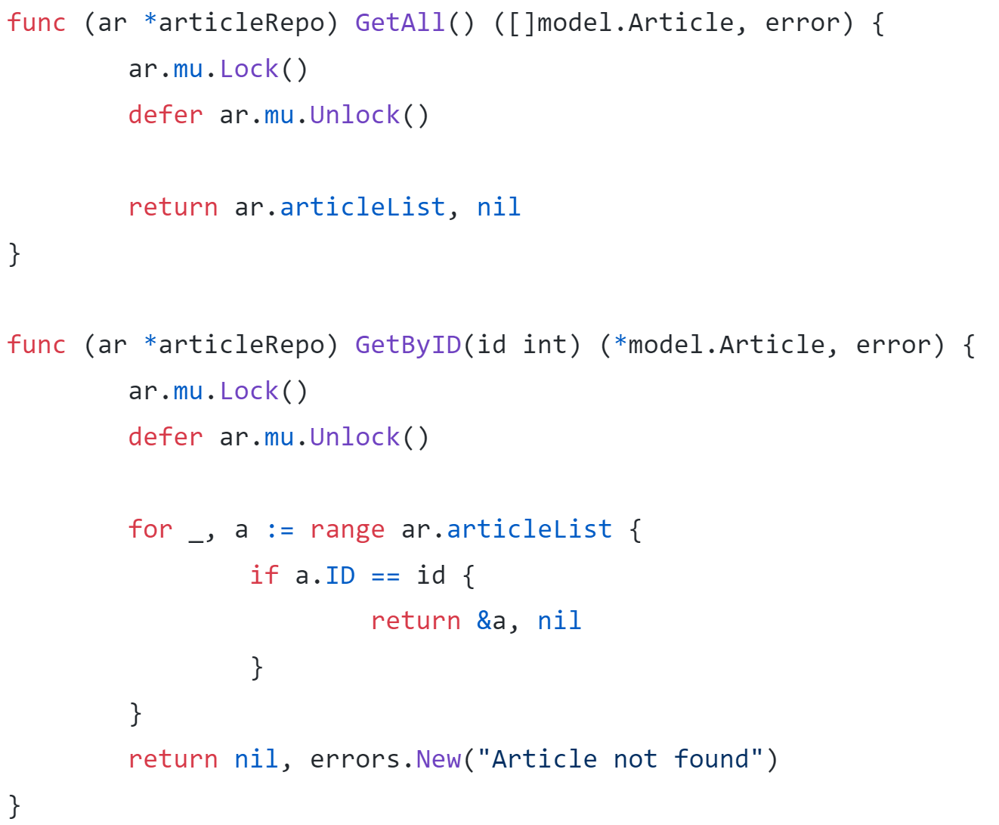 func (ar *articleRepo) GetAll() ([]model.Article, error) {
        ar.mu.Lock()
        defer ar.mu.Unlock()

        return ar.articleList, nil
}

func (ar *articleRepo) GetByID(id int) (*model.Article, error) {
        ar.mu.Lock()
        defer ar.mu.Unlock()

        for _, a := range ar.articleList {
                if a.ID == id {
                        return &a, nil
                }
        }
        return nil, errors.New("Article not found")
}